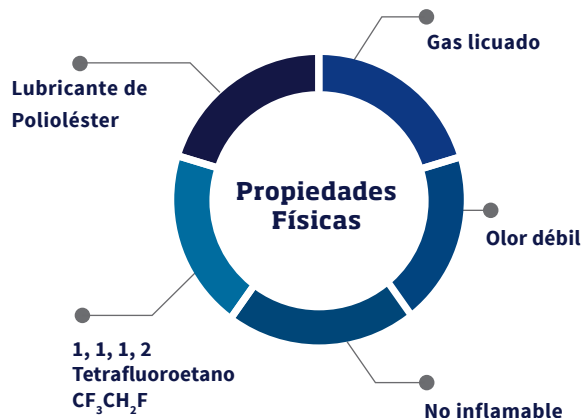 Gas licuado
Lubricante de
Polioléster
Propiedades
Físicas
Olor débil
1, 1, 1, 2
Tetrafluoroetano
CF₃CH₂F
No inflamable